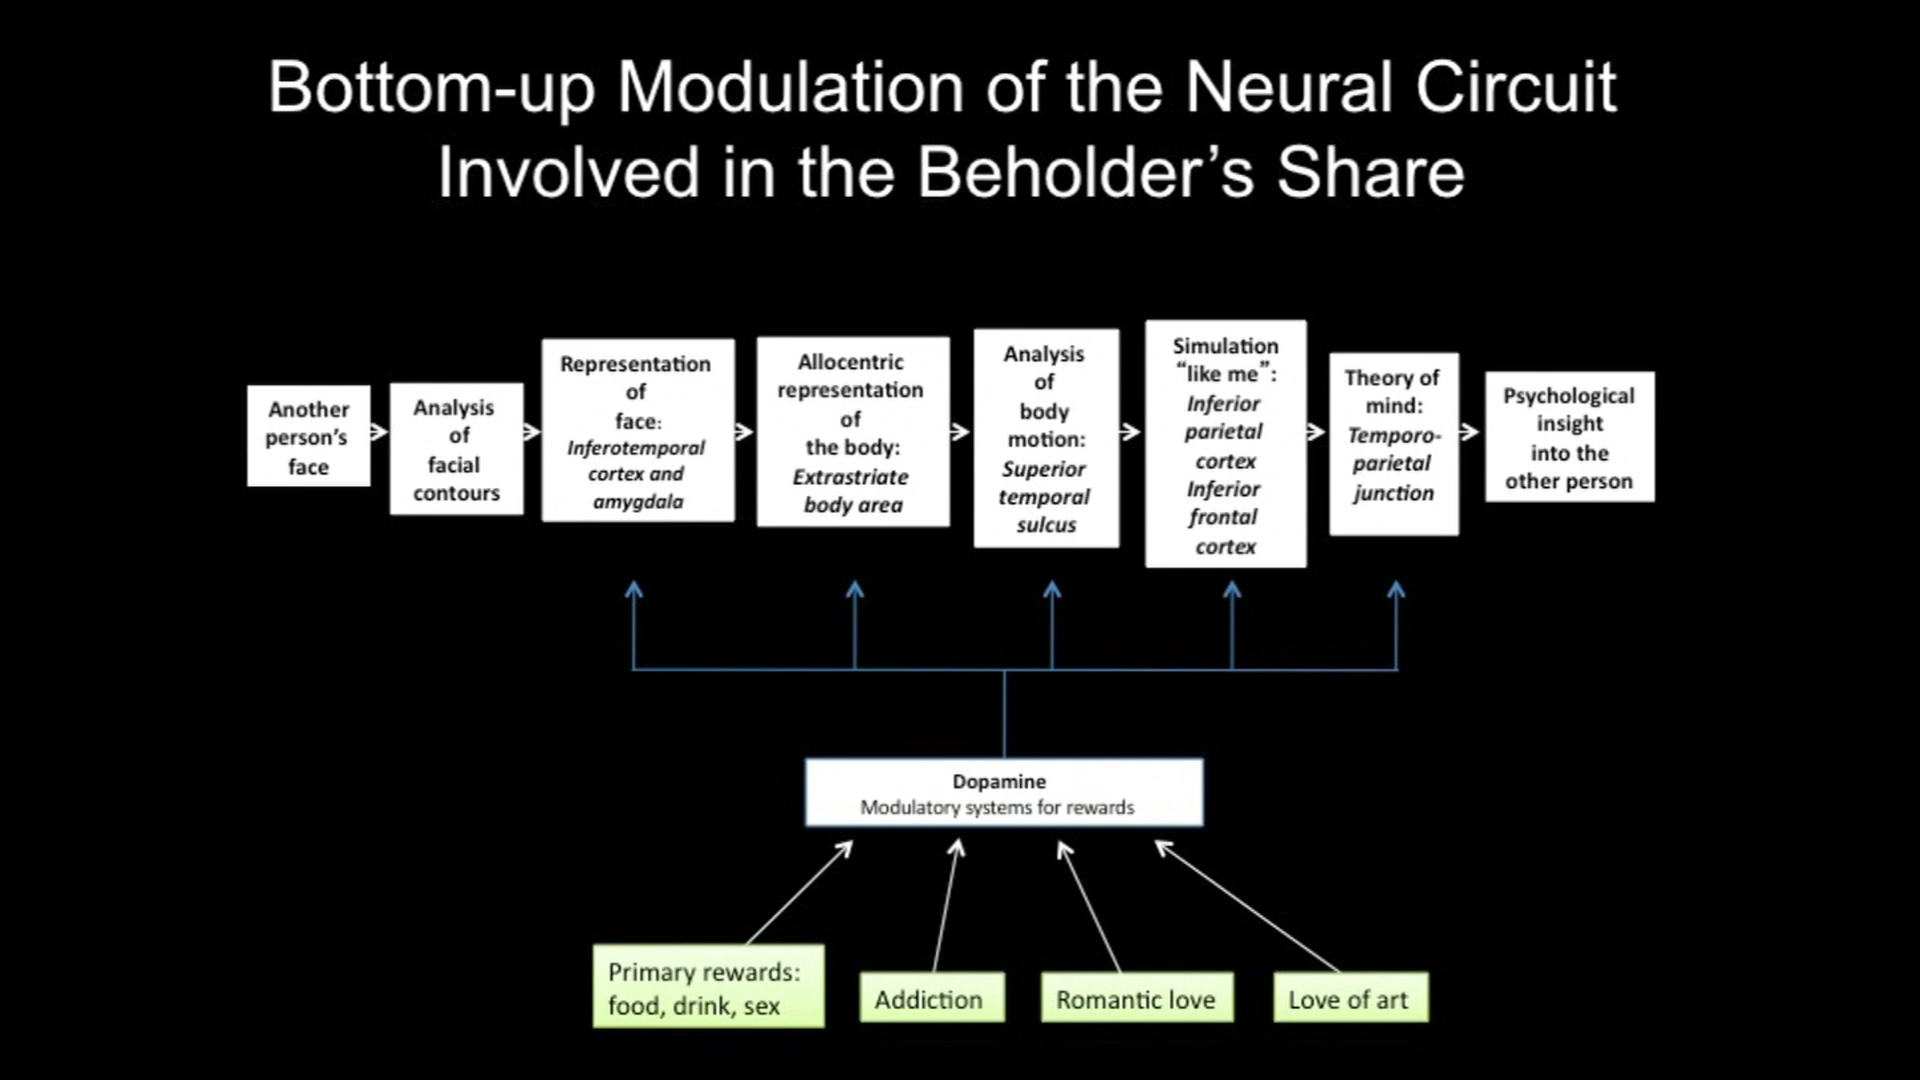 Bottom-up Modulation of the Neural Circuit
Involved in the Beholder’s Share
Another
person’s
face
Analysis
of
facial
contours
Representation
of
face:
Inferotemporal
cortex and
amygdala
Allocentric
representation
of
the body:
Extrastriate
body area
Analysis
of
body
motion:
Superior
temporal
sulcus
Simulation
“like me”:
Inferior
parietal
cortex
Inferior
frontal
cortex
Theory of
mind:
Temporo-
parietal
junction
Psychological
insight
into the
other person
Dopamine
Modulatory systems for rewards
Primary rewards:
food, drink, sex
Addiction
Romantic love
Love of art